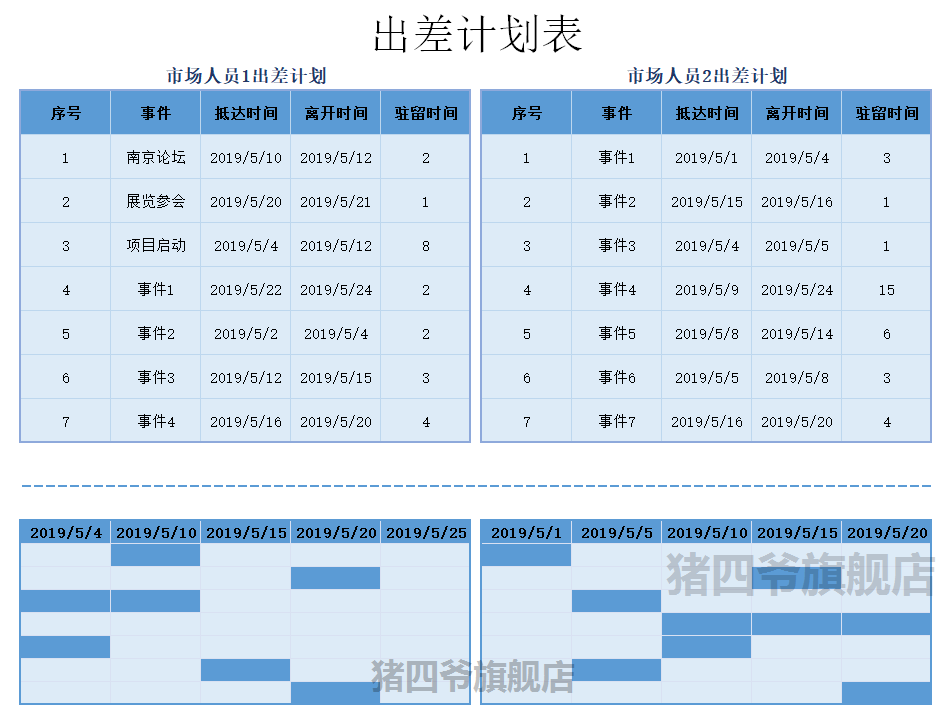 出差计划表
市场人员1出差计划
序号 事件 抵达时间 离开时间 驻留时间
1 南京论坛 2019/5/10 2019/5/12 2
2 展览参会 2019/5/20 2019/5/21 1
3 项目启动 2019/5/4 2019/5/12 8
4 事件1 2019/5/22 2019/5/24 2
5 事件2 2019/5/2 2019/5/4 2
6 事件3 2019/5/12 2019/5/15 3
7 事件4 2019/5/16 2019/5/20 4
市场人员2出差计划
序号 事件 抵达时间 离开时间 驻留时间
1 事件1 2019/5/1 2019/5/4 3
2 事件2 2019/5/15 2019/5/16 1
3 事件3 2019/5/4 2019/5/5 1
4 事件4 2019/5/9 2019/5/24 15
5 事件5 2019/5/8 2019/5/14 6
6 事件6 2019/5/5 2019/5/8 3
7 事件7 2019/5/16 2019/5/20 4
2019/5/4 2019/5/10 2019/5/15 2019/5/20 2019/5/25
2019/5/1 2019/5/5 2019/5/10 2019/5/15 2019/5/20
猪四爷旗舰店
猪四爷旗舰店